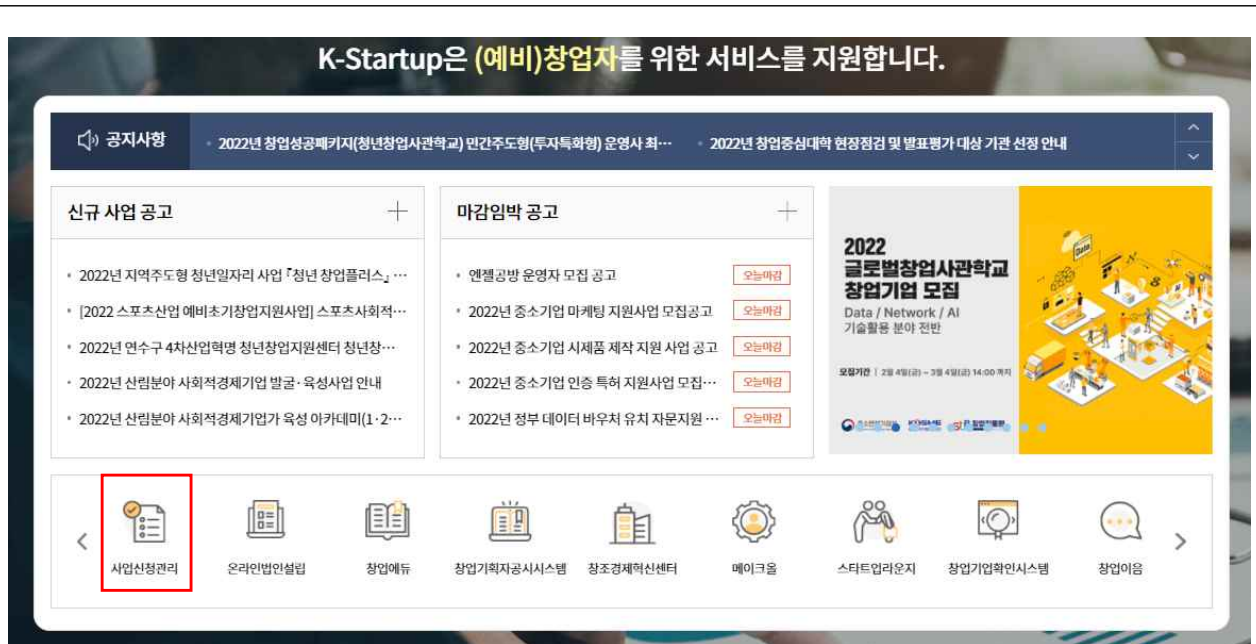 K-Startup은 (예비)창업자를 위한 서비스를 지원합니다.
공지사항
2022년 창업성공패키지(청년창업사관학교) 민간주도형(투자특화형) 운영사 최…
2022년 창업중심대학 현장점검 및 발표평가 대상 기관 선정 안내
신규 사업 공고
2022년 지역주도형 청년일자리 사업 『청년 창업플러스』 …
[2022 스포츠산업 예비초기창업지원사업] 스포츠사회적…
2022년 연수구 4차산업혁명 청년창업지원센터 청년창…
2022년 산림분야 사회적경제기업 발굴·육성사업 안내
2022년 산림분야 사회적경제기업가 육성 아카데미(1·2…
마감임박 공고
엔젤공방 운영자 모집 공고 오늘마감
2022년 중소기업 마케팅 지원사업 모집공고 오늘마감
2022년 중소기업 시제품 제작 지원 사업 공고 오늘마감
2022년 중소기업 인증 특허 지원사업 모집… 오늘마감
2022년 정부 데이터 바우처 유치 자문지원 … 오늘마감
2022
글로벌창업사관학교
창업기업 모집
Data / Network / AI
기술활용 분야 전반
모집기간 | 2월 4일(금) ~ 3월 4일(금) 14:00 까지
Data
사업신청관리
온라인법인설립
창업에듀
창업기획자공시시스템
창조경제혁신센터
메이크올
스타트업라운지
창업기업확인시스템
창업이음